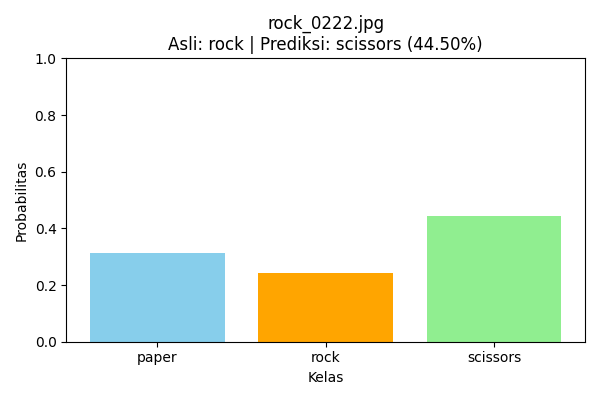 rock_0222.jpg
Asli: rock | Prediksi: scissors (44.50%)
1.0
0.8
0.6
0.4
0.2
0.0
Probabilitas
paper
rock
scissors
Kelas